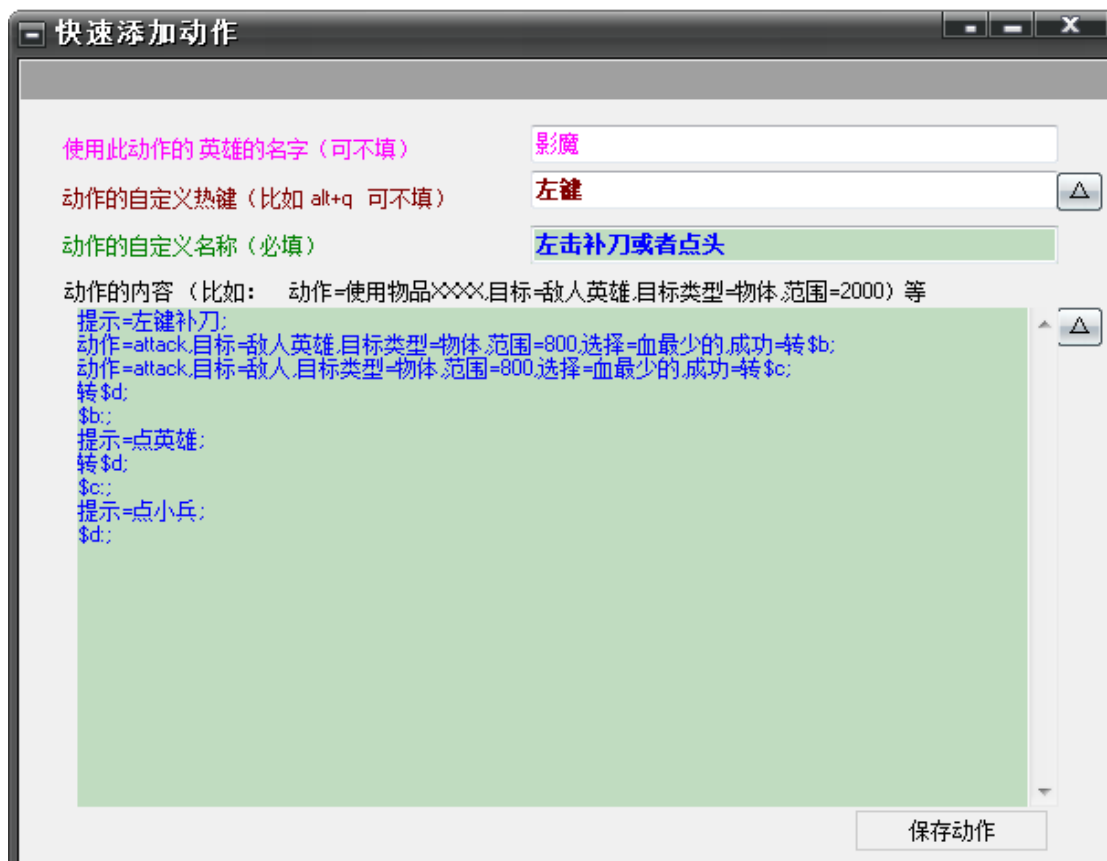 快速添加动作
使用此动作的 英雄的名字（可不填） 影魔
动作的自定义热键（比如 alt+q 可不填） 左键 △
动作的自定义名称（必填） 左击补刀或者点头
动作的内容 （比如： 动作=使用物品XXXX,目标=敌人英雄,目标类型=物体,范围=2000）等
提示=左键补刀; △
动作=attack,目标=敌人英雄,目标类型=物体,范围=800,选择=血最少的,成功=转$b;
动作=attack,目标=敌人,目标类型=物体,范围=800,选择=血最少的,成功=转$c;
转$d;
$b:;
提示=点英雄;
转$d;
$c:;
提示=点小兵;
$d:;
保存动作